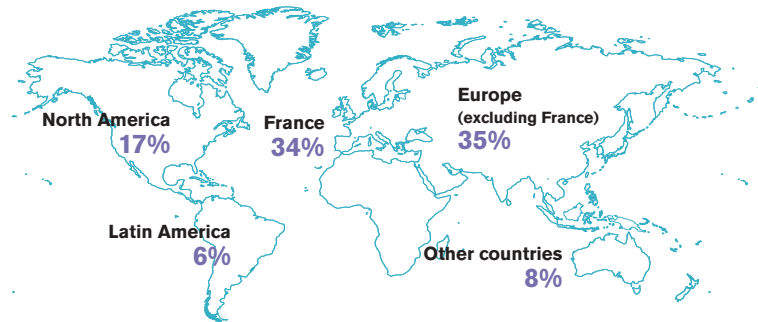 North America
17%
France
34%
Europe
(excluding France)
35%
Latin America
6%
Other countries
8%